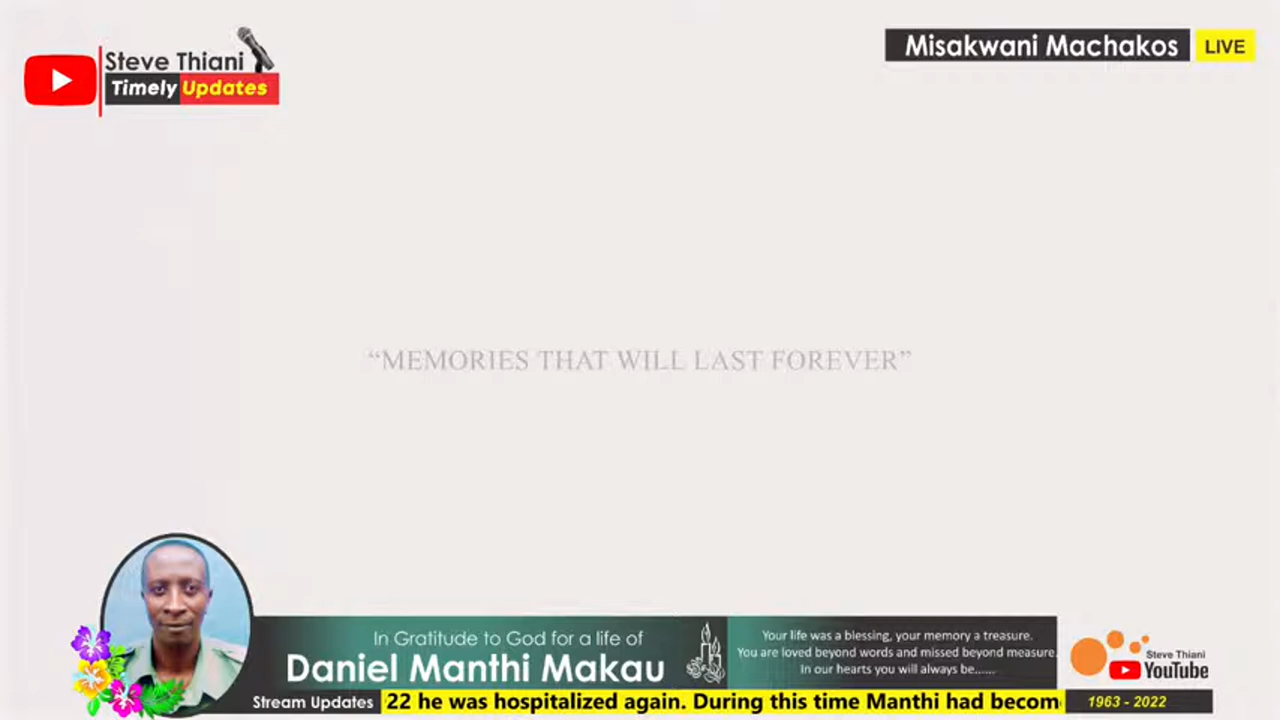 Steve Thiani
Timely Updates
Misakwani Machakos
LIVE
“MEMORIES THAT WILL LAST FOREVER”
In Gratitude to God for a life of
Daniel Manthi Makau
Your life was a blessing, your memory a treasure.
You are loved beyond words and missed beyond measure.
In our hearts you will always be......
Steve Thiani
YouTube
Stream Updates
22 he was hospitalized again. During this time Manthi had becom
1963 - 2022